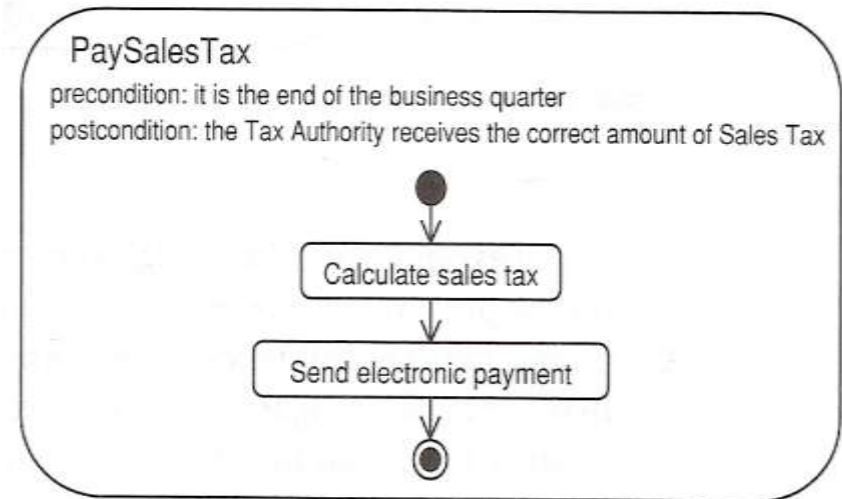 PaySalesTax
precondition: it is the end of the business quarter
postcondition: the Tax Authority receives the correct amount of Sales Tax
Calculate sales tax
Send electronic payment